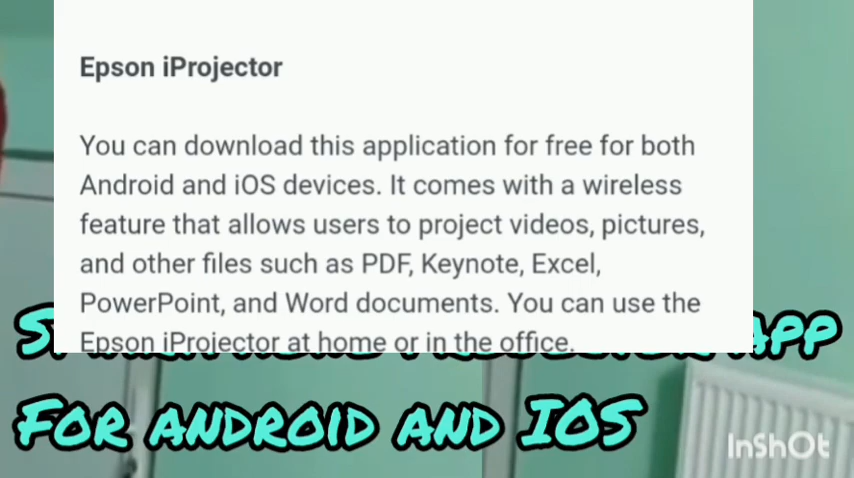 Epson iProjector
You can download this application for free for both
Android and iOS devices. It comes with a wireless
feature that allows users to project videos, pictures,
and other files such as PDF, Keynote, Excel,
PowerPoint, and Word documents. You can use the
Epson iProjector at home or in the office.
APP
FOR ANDROID AND IOS
InShOt